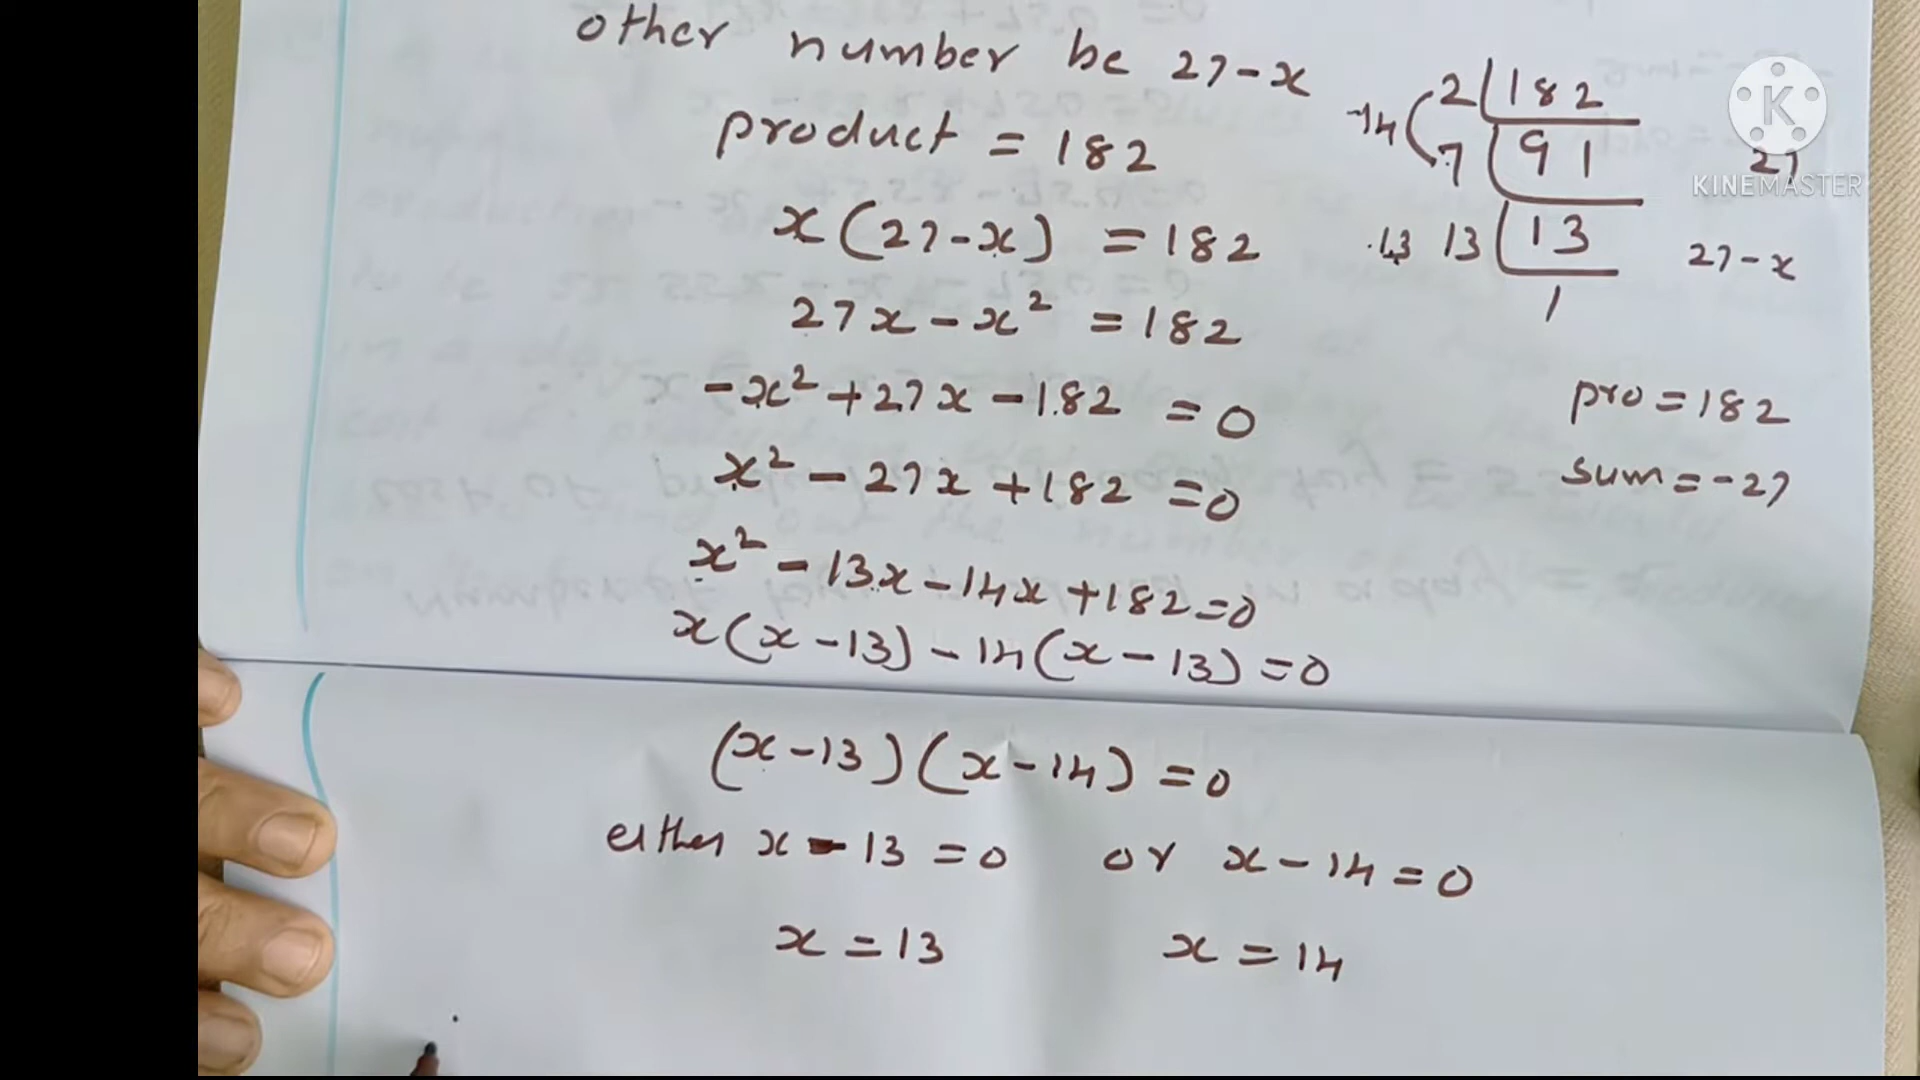 other number be 27-x
product = 182
x(27-x) = 182
27x - x² = 182
-x² + 27x - 182 = 0
x² - 27x + 182 = 0
x² - 13x - 14x + 182 = 0
x(x-13) - 14(x-13) = 0
(x-13)(x-14) = 0
either x - 13 = 0 or x - 14 = 0
x = 13 x = 14
-14 2 182
7 91
-13 13 13
1
27
27-x
pro = 182
sum = -27
K
KINEMASTER